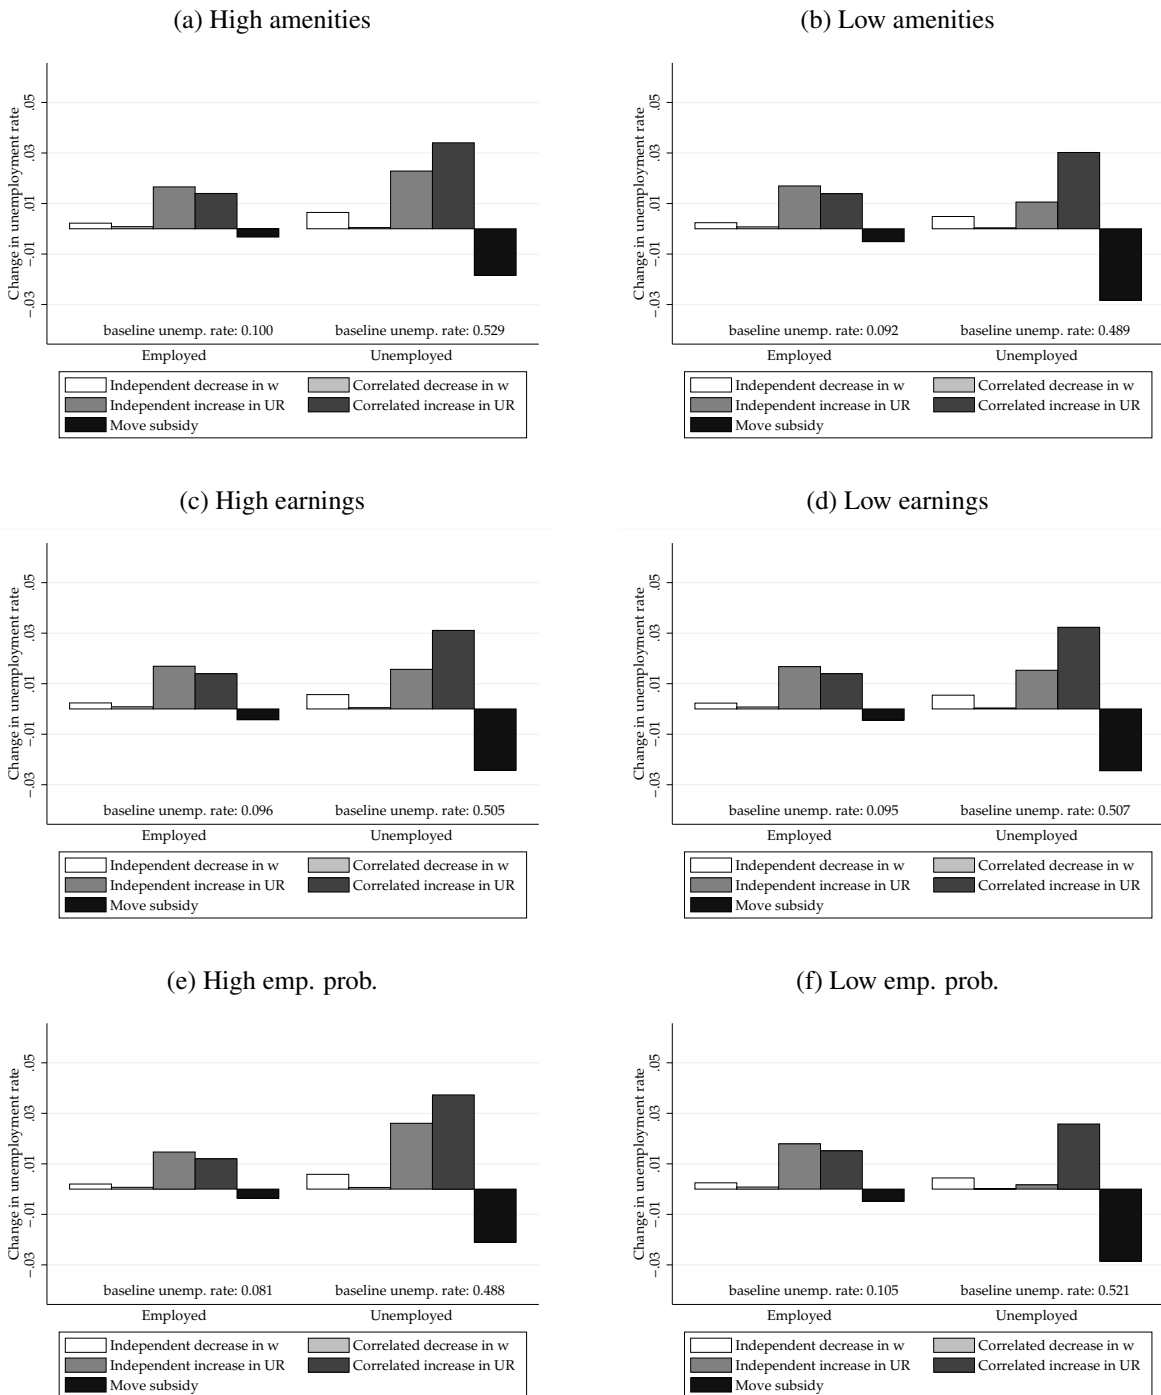 (a) High amenities
Change in unemployment rate
.05
.03
.01
-.01
-.03
baseline unemp. rate: 0.100
baseline unemp. rate: 0.529
Employed
Unemployed
Independent decrease in w
Correlated decrease in w
Independent increase in UR
Correlated increase in UR
Move subsidy
(b) Low amenities
Change in unemployment rate
.05
.03
.01
-.01
-.03
baseline unemp. rate: 0.092
baseline unemp. rate: 0.489
Employed
Unemployed
Independent decrease in w
Correlated decrease in w
Independent increase in UR
Correlated increase in UR
Move subsidy
(c) High earnings
Change in unemployment rate
.05
.03
.01
-.01
-.03
baseline unemp. rate: 0.096
baseline unemp. rate: 0.505
Employed
Unemployed
Independent decrease in w
Correlated decrease in w
Independent increase in UR
Correlated increase in UR
Move subsidy
(d) Low earnings
Change in unemployment rate
.05
.03
.01
-.01
-.03
baseline unemp. rate: 0.095
baseline unemp. rate: 0.507
Employed
Unemployed
Independent decrease in w
Correlated decrease in w
Independent increase in UR
Correlated increase in UR
Move subsidy
(e) High emp. prob.
Change in unemployment rate
.05
.03
.01
-.01
-.03
baseline unemp. rate: 0.081
baseline unemp. rate: 0.488
Employed
Unemployed
Independent decrease in w
Correlated decrease in w
Independent increase in UR
Correlated increase in UR
Move subsidy
(f) Low emp. prob.
Change in unemployment rate
.05
.03
.01
-.01
-.03
baseline unemp. rate: 0.105
baseline unemp. rate: 0.521
Employed
Unemployed
Independent decrease in w
Correlated decrease in w
Independent increase in UR
Correlated increase in UR
Move subsidy